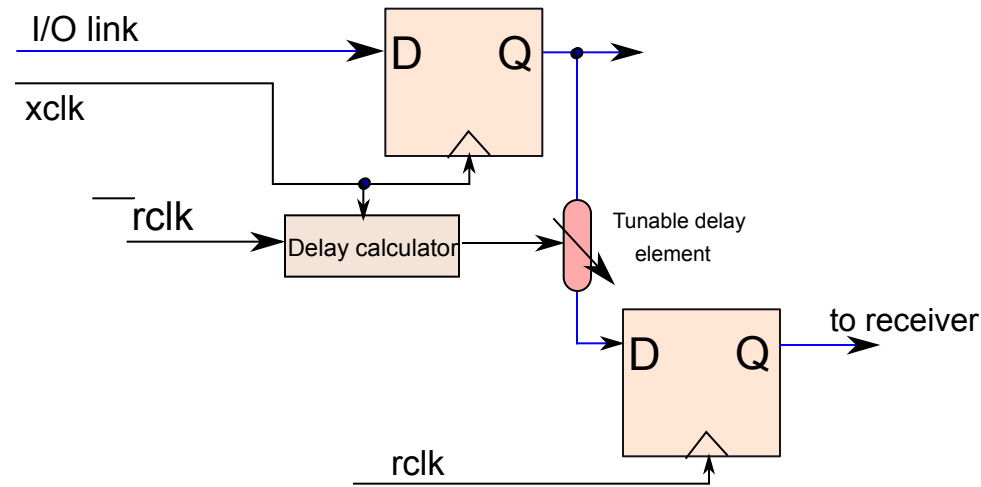 I/O link
D Q
xclk
rclk
Delay calculator
Tunable delay
element
D Q
to receiver
rclk